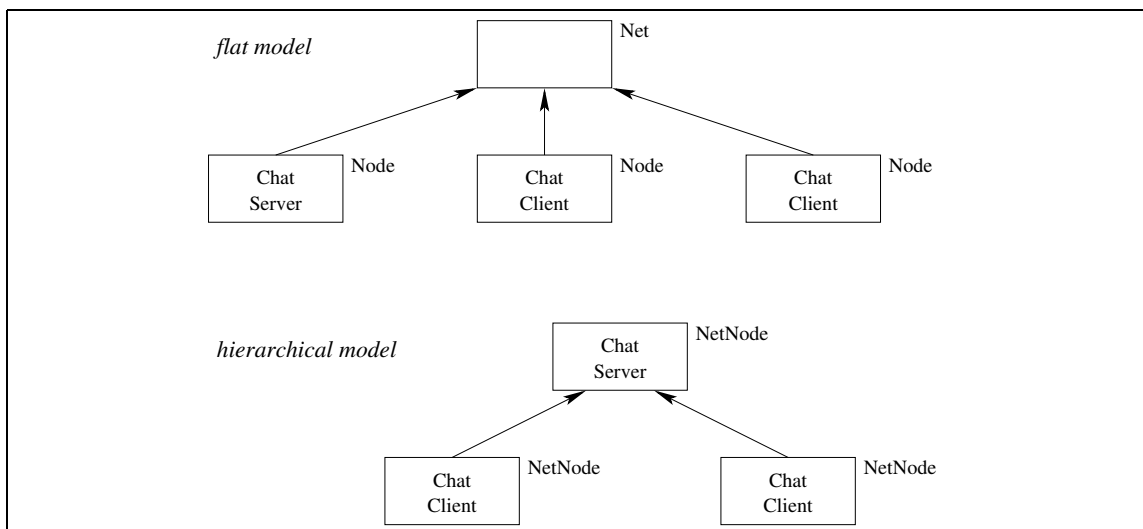 flat model
Net
Node
Node
Node
Chat
Server
Chat
Client
Chat
Client
hierarchical model
NetNode
Chat
Server
NetNode
NetNode
Chat
Client
Chat
Client